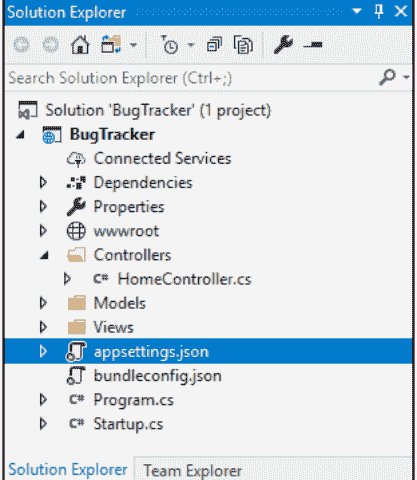 Solution Explorer
Search Solution Explorer (Ctrl+;)
Solution 'BugTracker' (1 project)
BugTracker
Connected Services
Dependencies
Properties
wwwroot
Controllers
C# HomeController.cs
Models
Views
appsettings.json
bundleconfig.json
C# Program.cs
C# Startup.cs
Solution Explorer Team Explorer